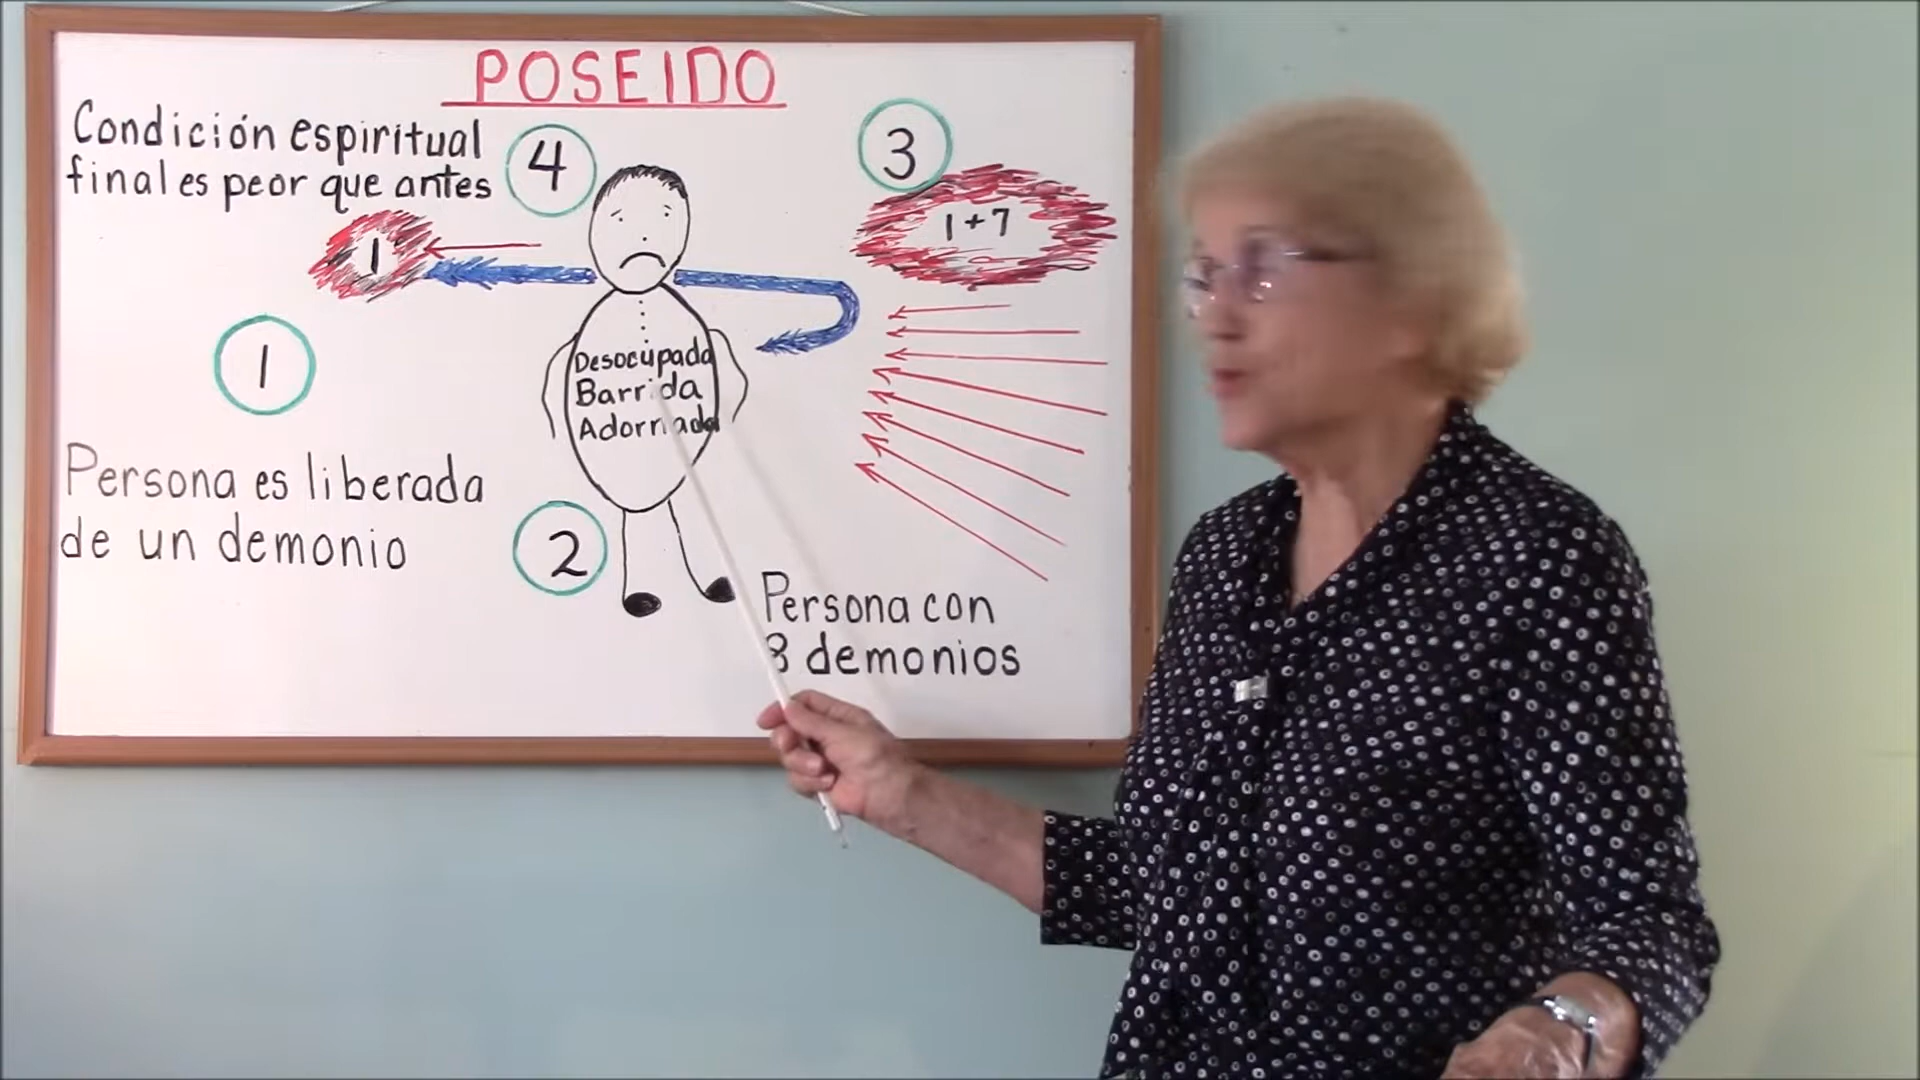 POSEIDO
Condición espiritual
final es peor que antes
4
3
1+7
1
1
Desocupada
Barrida
Adornada
Persona es liberada
de un demonio
2
Persona con
8 demonios